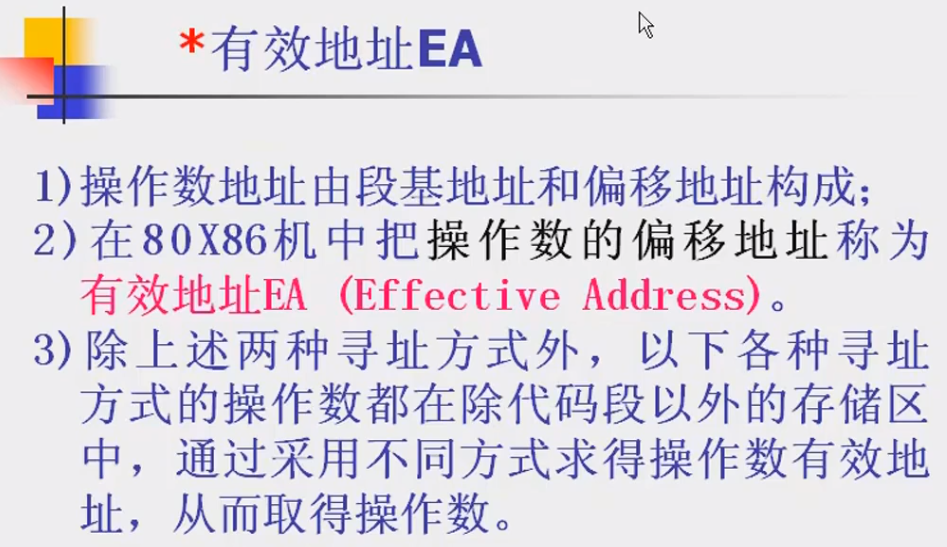 *有效地址EA
1)操作数地址由段基地址和偏移地址构成;
2)在80X86机中把操作数的偏移地址称为
有效地址EA (Effective Address)。
3)除上述两种寻址方式外，以下各种寻址
方式的操作数都在除代码段以外的存储区
中，通过采用不同方式求得操作数有效地
址，从而取得操作数。